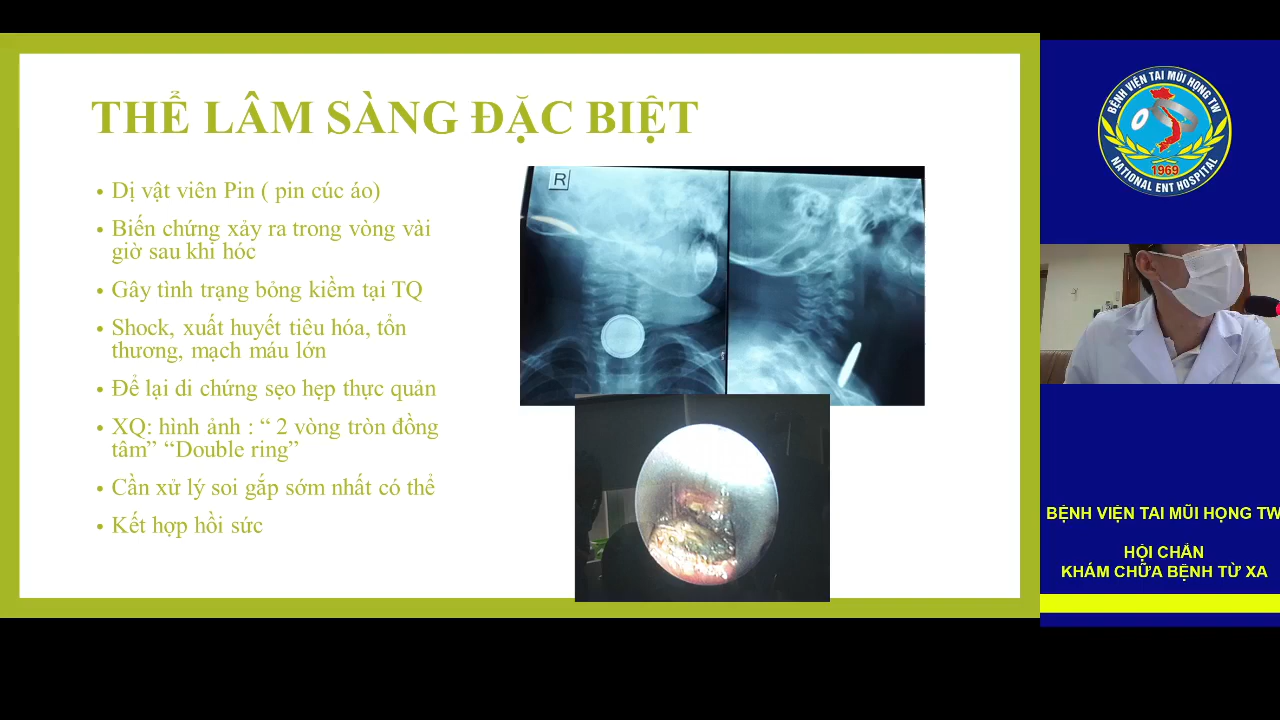 THỂ LÂM SÀNG ĐẶC BIỆT
• Dị vật viên Pin ( pin cúc áo)
• Biến chứng xảy ra trong vòng vài
giờ sau khi hóc
• Gây tình trạng bỏng kiềm tại TQ
• Shock, xuất huyết tiêu hóa, tổn
thương, mạch máu lớn
• Để lại di chứng sẹo hẹp thực quản
• XQ: hình ảnh : “ 2 vòng tròn đồng
tâm” “Double ring”
• Cần xử lý soi gắp sớm nhất có thể
• Kết hợp hồi sức
R
BỆNH VIỆN TAI MŨI HỌNG TW
1969
NATIONAL ENT HOSPITAL
BỆNH VIỆN TAI MŨI HỌNG TW
HỘI CHẨN
KHÁM CHỮA BỆNH TỪ XA